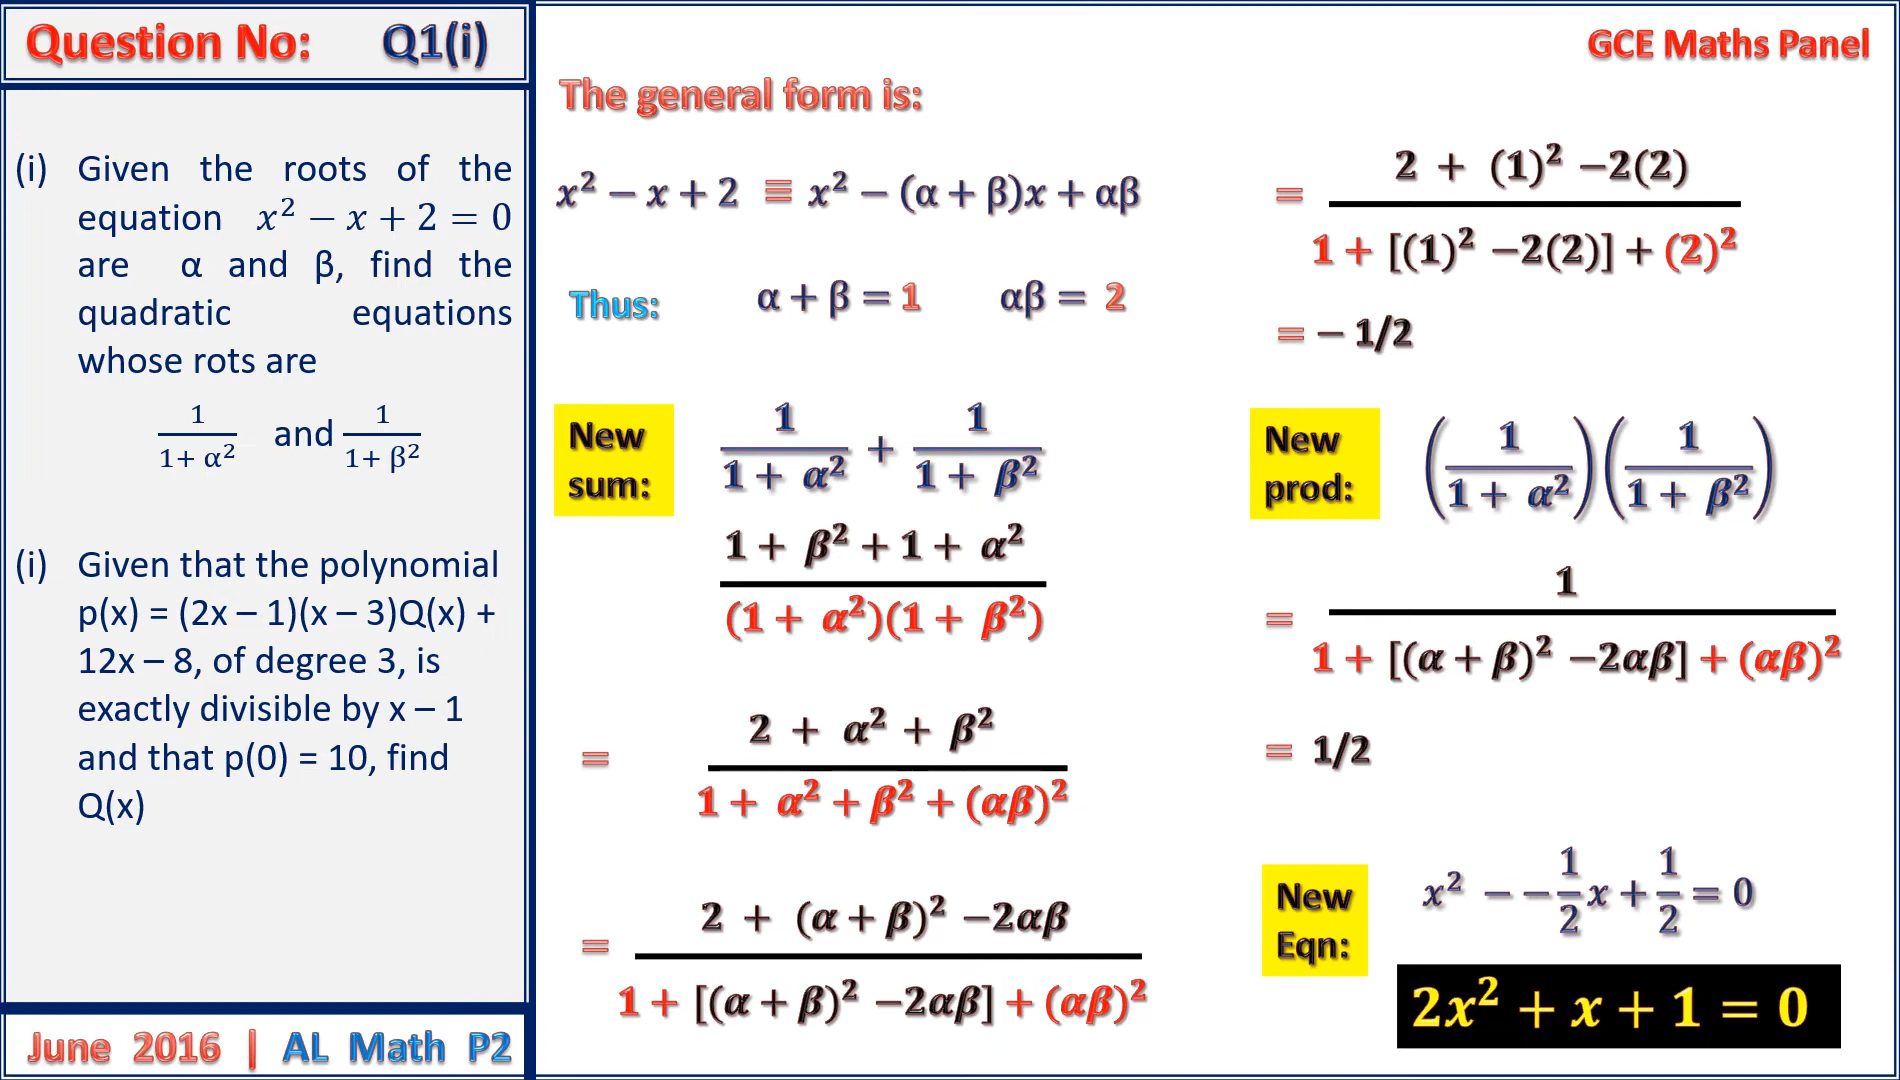 Question No: Q1(i)
(i) Given the roots of the
equation x² − x + 2 = 0
are α and β, find the
quadratic equations
whose rots are
1/(1+ α²) and 1/(1+ β²)
(i) Given that the polynomial
p(x) = (2x – 1)(x – 3)Q(x) +
12x – 8, of degree 3, is
exactly divisible by x – 1
and that p(0) = 10, find
Q(x)
June 2016 | AL Math P2
GCE Maths Panel
The general form is:
x² − x + 2 ≡ x² − (α + β)x + αβ
Thus: α + β = 1 αβ = 2
New
sum:
1/(1 + α²) + 1/(1 + β²)
(1 + β² + 1 + α²)/((1 + α²)(1 + β²))
= (2 + α² + β²)/(1 + α² + β² + (αβ)²)
= (2 + (α + β)² −2αβ)/(1 + [(α + β)² −2αβ] + (αβ)²)
= (2 + (1)² −2(2))/(1 + [(1)² −2(2)] + (2)²)
= − 1/2
New
prod:
(1/(1 + α²))(1/(1 + β²))
= 1/(1 + [(α + β)² −2αβ] + (αβ)²)
= 1/2
New
Eqn:
x² − −1/2 x + 1/2 = 0
2x² + x + 1 = 0